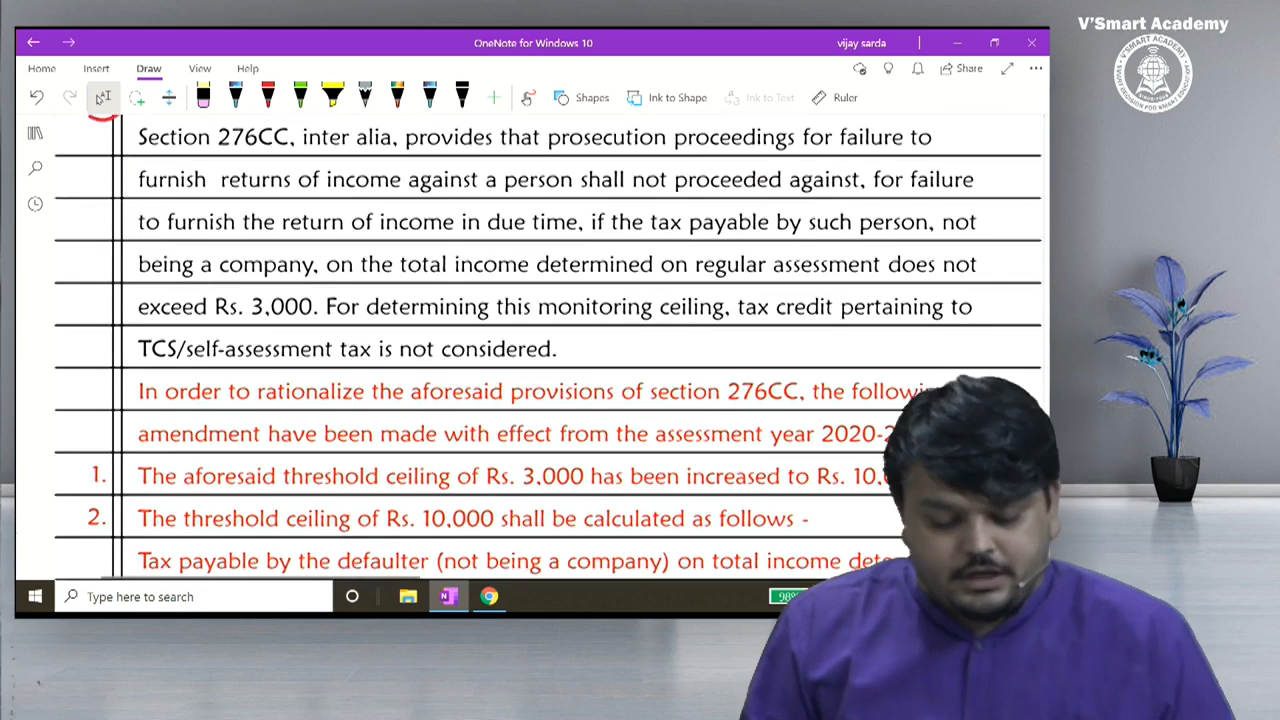 V'Smart Academy
OneNote for Windows 10
vijay sarda
Home Insert Draw View Help
Share
Shapes Ink to Shape Ink to Text Ruler
Section 276CC, inter alia, provides that prosecution proceedings for failure to
furnish returns of income against a person shall not proceeded against, for failure
to furnish the return of income in due time, if the tax payable by such person, not
being a company, on the total income determined on regular assessment does not
exceed Rs. 3,000. For determining this monitoring ceiling, tax credit pertaining to
TCS/self-assessment tax is not considered.
In order to rationalize the aforesaid provisions of section 276CC, the
amendment have been made with effect from the assessment year
1. The aforesaid threshold ceiling of Rs. 3,000 has been increased to Rs.
2. The threshold ceiling of Rs. 10,000 shall be calculated as follows -
Tax payable by the defaulter (not being a company) on total income
Type here to search
98%